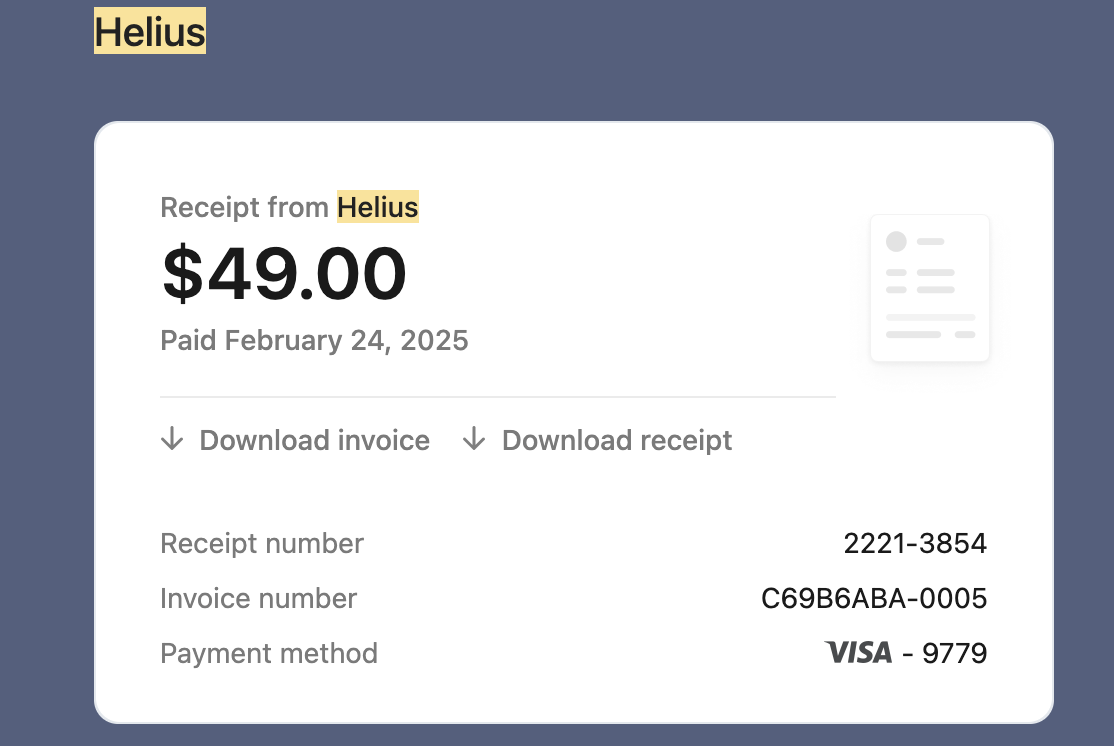 Helius
Receipt from Helius
$49.00
Paid February 24, 2025
Download invoice Download receipt
Receipt number 2221-3854
Invoice number C69B6ABA-0005
Payment method VISA - 9779